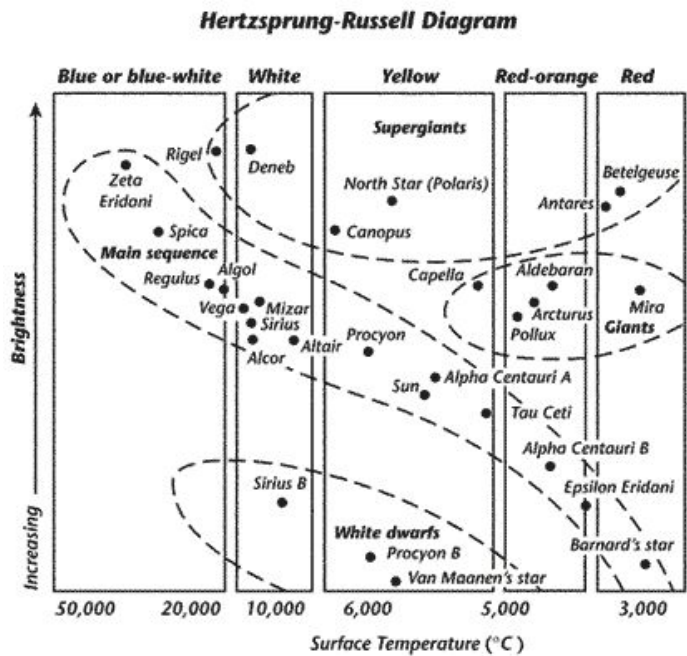 Hertzsprung-Russell Diagram
Blue or blue-white White Yellow Red-orange Red
Supergiants
Rigel
Deneb
Zeta
Eridani
North Star (Polaris)
Betelgeuse
Antares
Spica
Canopus
Main sequence
Algol
Regulus
Capella
Aldebaran
Vega
Mizar
Arcturus
Mira
Sirius
Pollux
Giants
Alcor
Altair
Procyon
Alpha Centauri A
Sun
Tau Ceti
Alpha Centauri B
Sirius B
Epsilon Eridani
White dwarfs
Barnard's star
Procyon B
Van Maanen's star
Brightness
Increasing
50,000 20,000 10,000 6,000 5,000 3,000
Surface Temperature (°C)